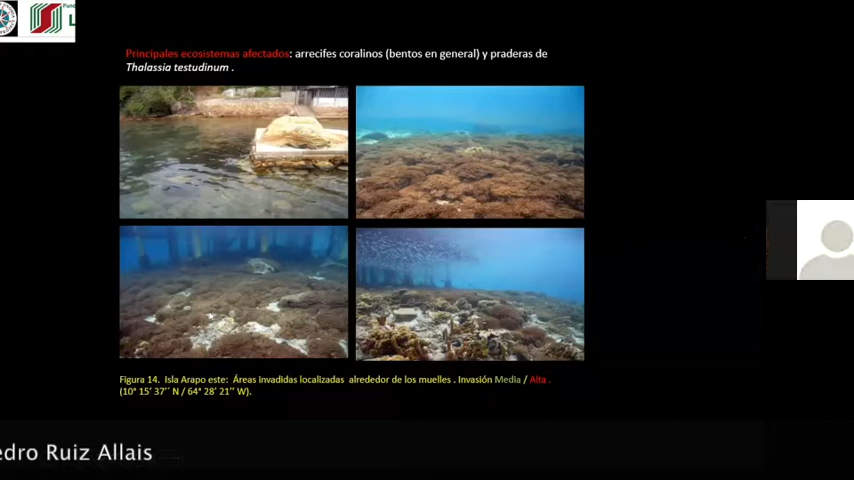 Principales ecosistemas afectados: arrecifes coralinos (bentos en general) y praderas de
Thalassia testudinum .
Figura 14. Isla Arapo este: Áreas invadidas localizadas alrededor de los muelles . Invasión Media / Alta .
(10° 15’ 37’’ N / 64° 28’ 21’’ W).
edro Ruiz Allais